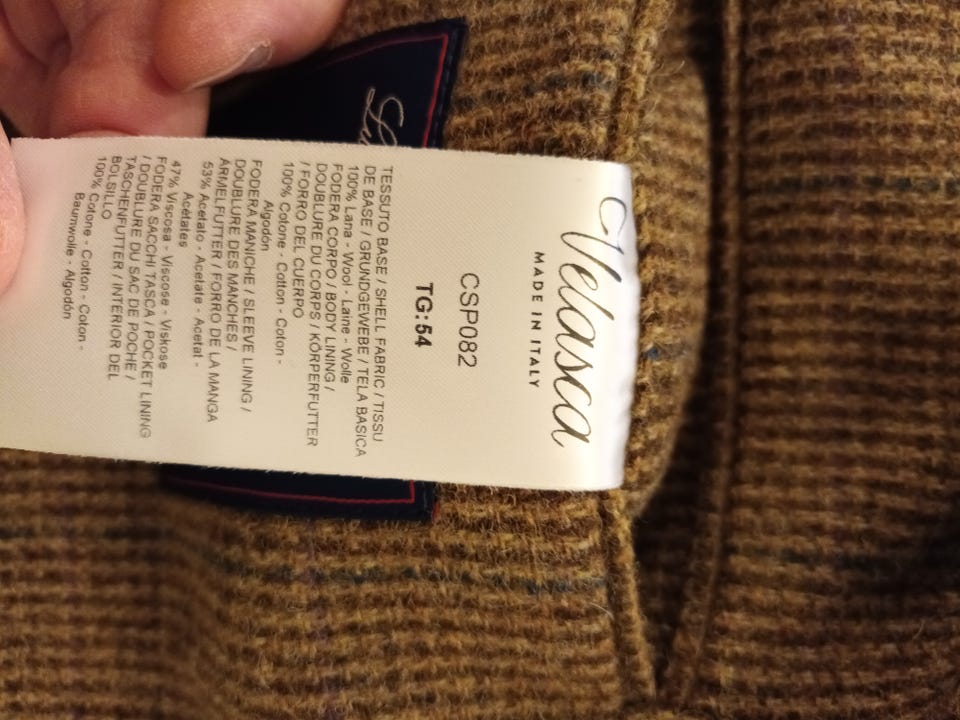 Velasca
MADE IN ITALY
CSP082
TG: 54
TESSUTO BASE / SHELL FABRIC / TISSU
DE BASE / GRUNDGEWEBE / TELA BASICA
100% Lana - Wool - Laine - Wolle
FODERA CORPO / BODY LINING /
DOUBLURE DU CORPS / KÖRPERFUTTER
/ FORRO DEL CUERPO
100% Cotone - Cotton - Coton -
Algodón
FODERA MANICHE / SLEEVE LINING /
DOUBLURE DES MANCHES /
ÄRMELFUTTER / FORRO DE LA MANGA
53% Acetato - Acetate - Acetat -
Acétates
47% Viscosa - Viscose - Viskose
FODERA SACCHI TASCA / POCKET LINING
/ DOUBLURE DU SAC DE POCHE /
TASCHENFUTTER / INTERIOR DEL
BOLSILLO
100% Cotone - Cotton - Coton -
Baumwolle - Algodón